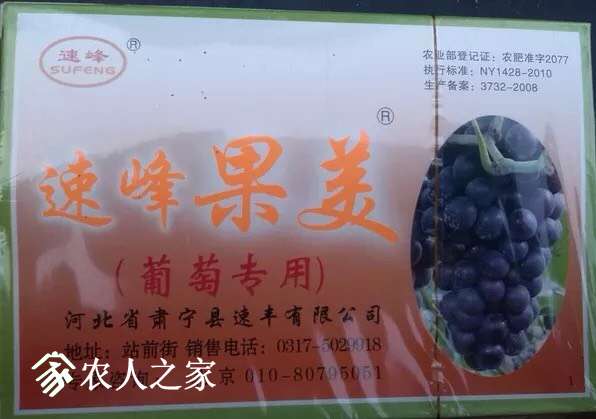 速峰
SUFENG
®
农业部登记证：农肥准字2077
执行标准：NY1428-2010
生产备案：3732-2008
速峰果美®
（葡萄专用）
河北省肃宁县速丰有限公司
地址：站前街 销售电话：0317-5029918
京 010-80795051
农人之家
1